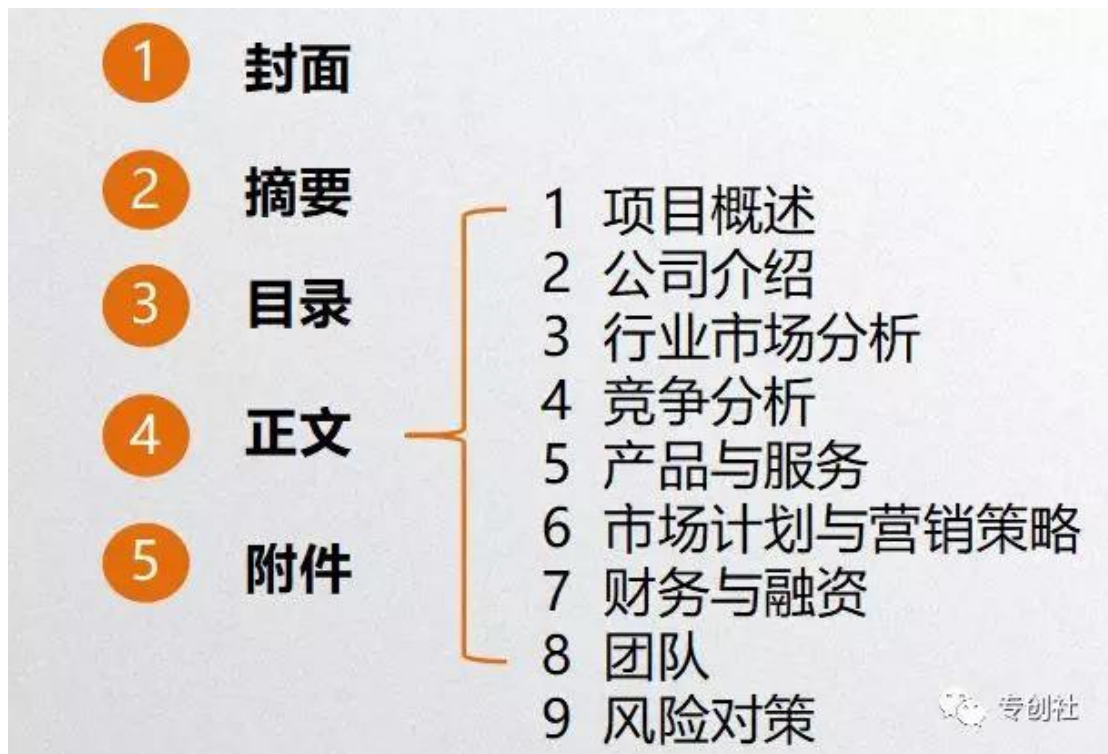 1 封面
2 摘要
3 目录
4 正文
5 附件
1 项目概述
2 公司介绍
3 行业市场分析
4 竞争分析
5 产品与服务
6 市场计划与营销策略
7 财务与融资
8 团队
9 风险对策
专创社